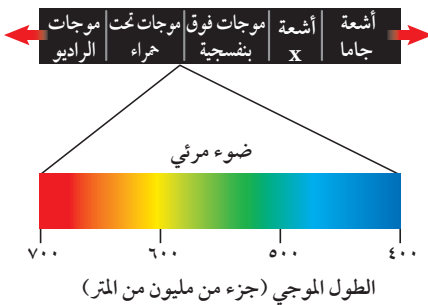 أشعة جاما
أشعة x
موجات فوق بنفسجية
موجات تحت حمراء
موجات الراديو
ضوء مرئي
٤٠٠
٥٠٠
٦٠٠
٧٠٠
الطول الموجي (جزء من مليون من المتر)